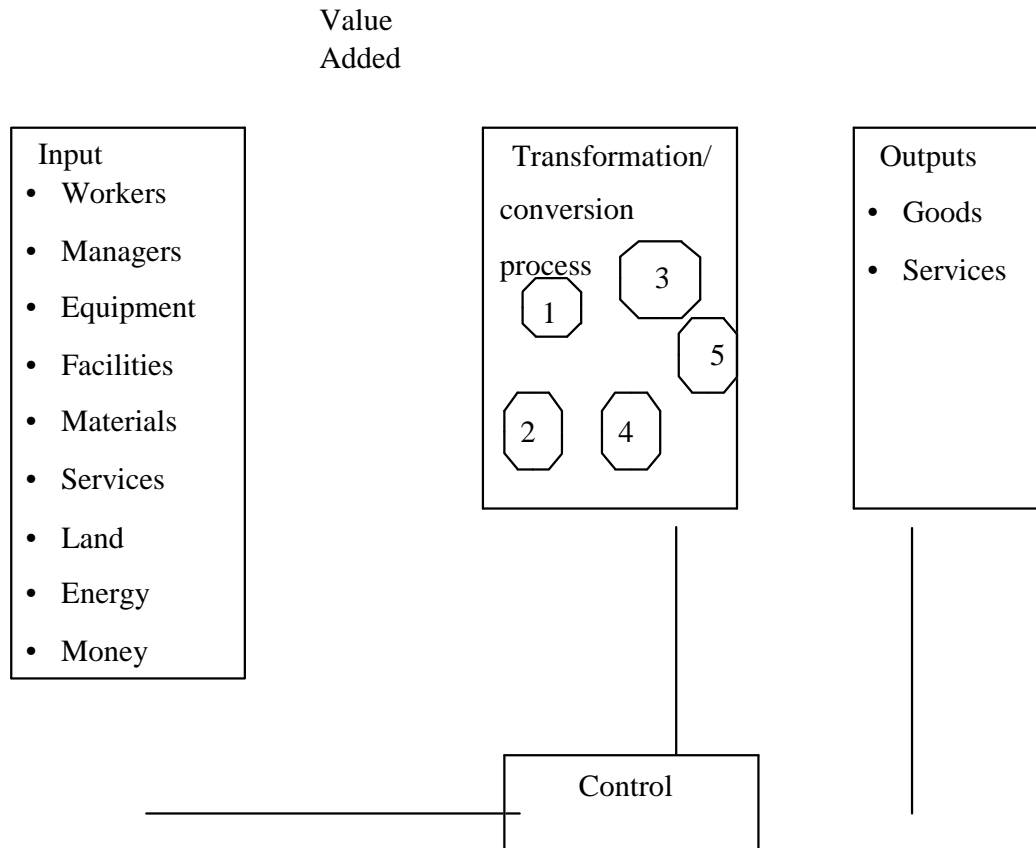 Value
Added
Input
• Workers
• Managers
• Equipment
• Facilities
• Materials
• Services
• Land
• Energy
• Money
Transformation/
conversion
process
3
1
5
2
4
Outputs
• Goods
• Services
Control